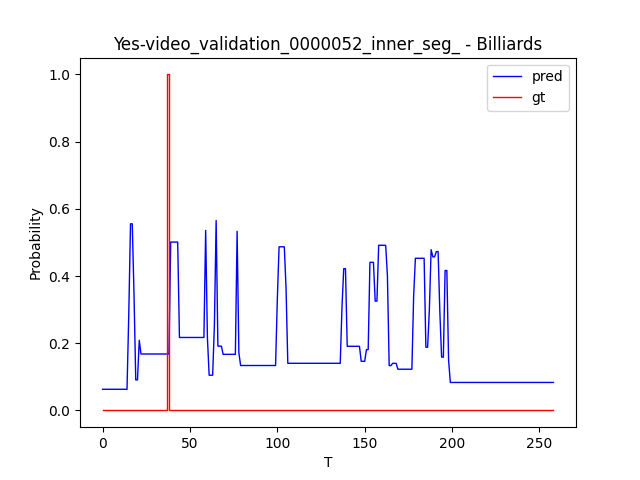 Yes-video_validation_0000052_inner_seg_ - Billiards
pred
gt
1.0
0.8
0.6
0.4
0.2
0.0
Probability
0
50
100
150
200
250
T